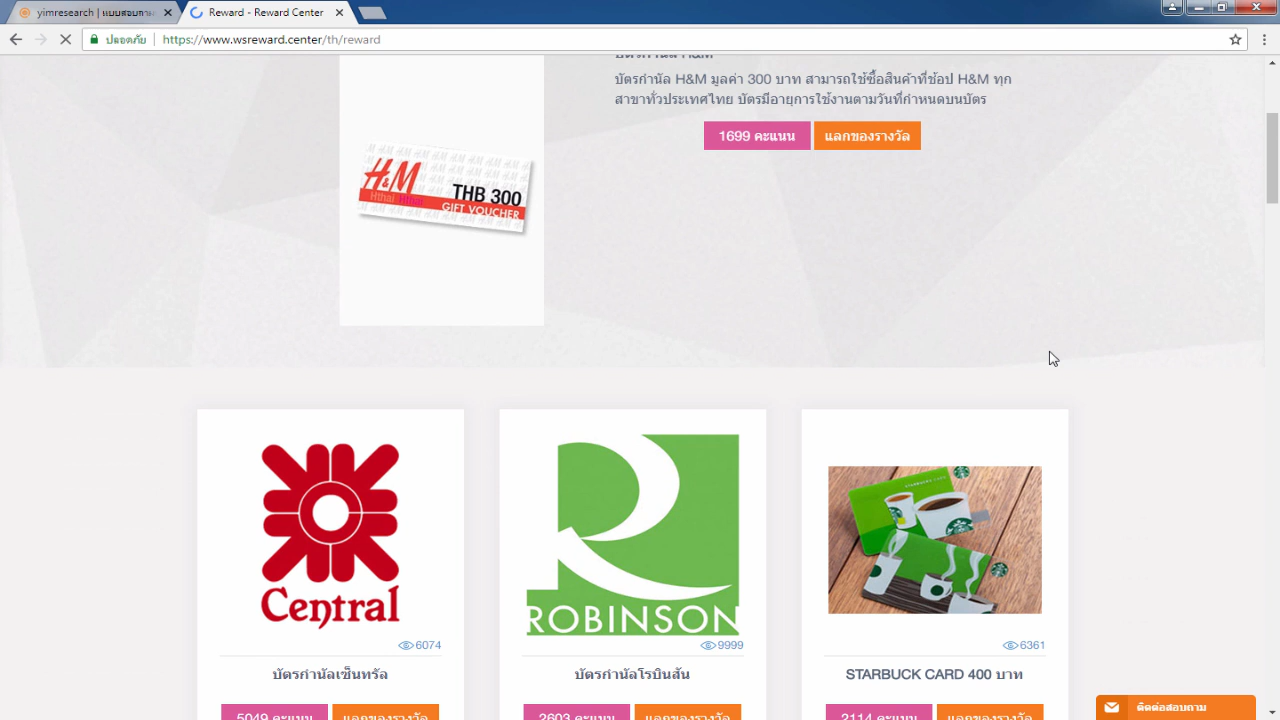 yimresearch | แบบสอบถา
Reward - Reward Center
ปลอดภัย
https://www.wsreward.center/th/reward
บัตรกำนัล H&M
บัตรกำนัล H&M มูลค่า 300 บาท สามารถใช้ซื้อสินค้าที่ช้อป H&M ทุก
สาขาทั่วประเทศไทย บัตรมีอายุการใช้งานตามวันที่กำหนดบนบัตร
1699 คะแนน
แลกของรางวัล
H&M
THB 300
GIFT VOUCHER
Central
ROBINSON
6074
9999
6361
บัตรกำนัลเซ็นทรัล
บัตรกำนัลโรบินสัน
STARBUCK CARD 400 บาท
5049 คะแนน
แลกของรางวัล
2603 คะแนน
แลกของรางวัล
2114 คะแนน
แลกของรางวัล
ติดต่อสอบถาม